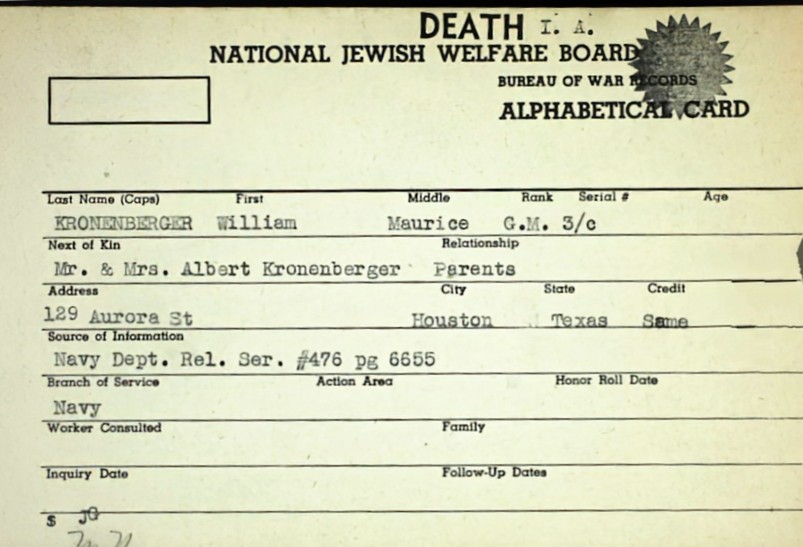 DEATH I. A.
NATIONAL JEWISH WELFARE BOARD
BUREAU OF WAR RECORDS
ALPHABETICAL CARD
Last Name (Caps) First Middle Rank Serial # Age
KRONENBERGER William Maurice G.M. 3/c
Next of Kin Relationship
Mr. & Mrs. Albert Kronenberger Parents
Address City State Credit
129 Aurora St Houston Texas Same
Source of Information
Navy Dept. Rel. Ser. #476 pg 6655
Branch of Service Action Area Honor Roll Date
Navy
Worker Consulted Family
Inquiry Date Follow-Up Dates
$ JG